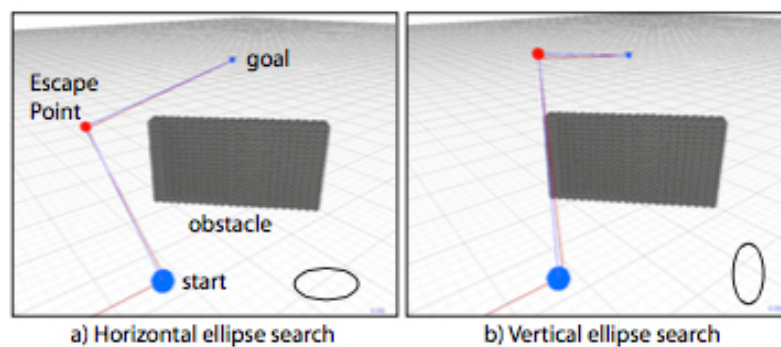 goal
Escape
Point
obstacle
start
a) Horizontal ellipse search
b) Vertical ellipse search